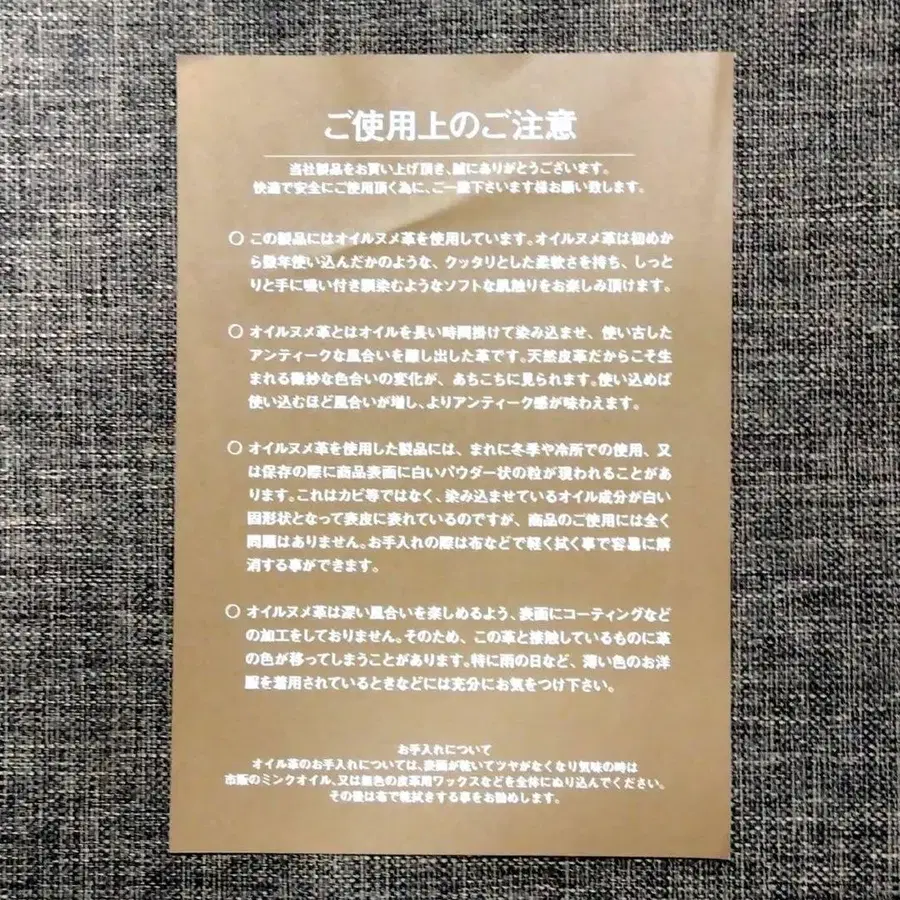 ご使用上のご注意
当社製品をお買い上げ頂き、誠にありがとうございます。
快適で安全にご使用頂く為に、ご一読下さいます様お願い致します。
○ この製品にはオイルヌメ革を使用しています。オイルヌメ革は初めか
ら数年使い込んだかのような、クッタリとした柔軟さを持ち、しっと
りと手に吸い付き馴染むようなソフトな肌触りをお楽しみ頂けます。
○ オイルヌメ革とはオイルを長い時間掛けて染み込ませ、使い古した
アンティークな風合いを醸し出した革です。天然皮革だからこそ生
まれる微妙な色合いの変化が、あちこちに見られます。使い込めば
使い込むほど風合いが増し、よりアンティーク感が味わえます。
○ オイルヌメ革を使用した製品には、まれに冬季や冷所での使用、又
は保存の際に商品表面に白いパウダー状の粒が現われることがあ
ります。これはカビ等ではなく、染み込ませているオイル成分が白い
固形状となって表皮に表れているのですが、商品のご使用には全く
問題はありません。お手入れの際は布などで軽く拭く事で容易に解
消する事ができます。
○ オイルヌメ革は深い風合いを楽しめるよう、表面にコーティングなど
の加工をしておりません。そのため、この革と接触しているものに革
の色が移ってしまうことがあります。特に雨の日など、薄い色のお洋
服を着用されているときなどには充分にお気をつけ下さい。
お手入れについて
オイル革のお手入れについては、表面が乾いてツヤがなくなり気味の時は
市販のミンクオイル、又は無色の皮革用ワックスなどを全体にぬり込んでください。
その後は布で乾拭きする事をお勧めします。